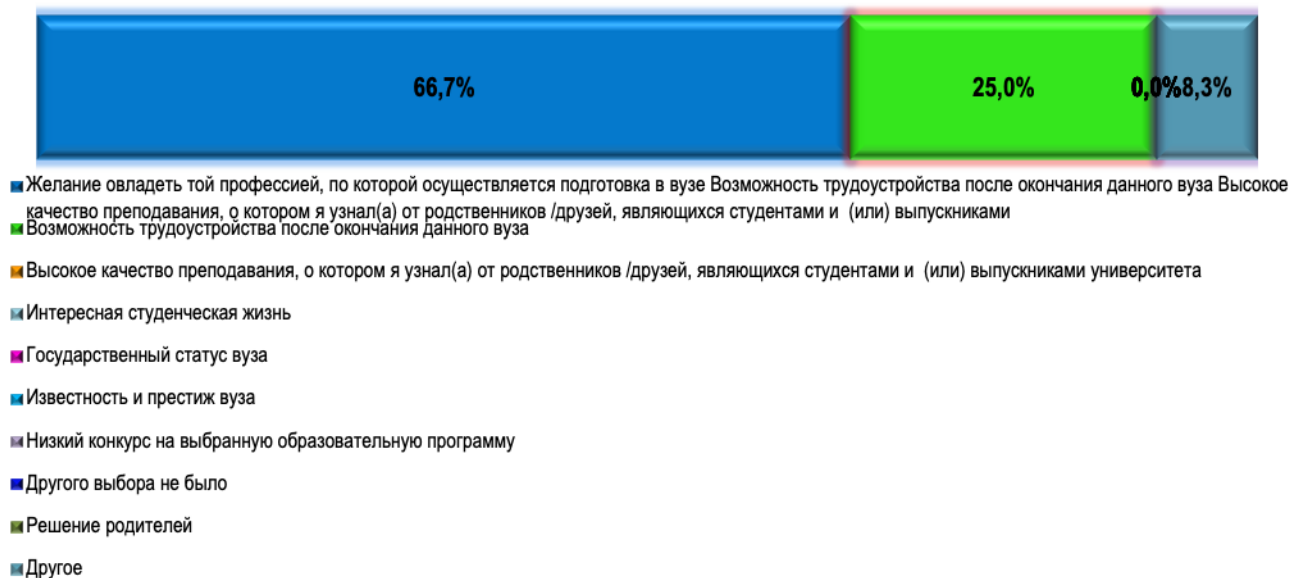 66,7% 25,0% 0,0% 8,3%
Желание овладеть той профессией, по которой осуществляется подготовка в вузе Возможность трудоустройства после окончания данного вуза Высокое
качество преподавания, о котором я узнал(а) от родственников /друзей, являющихся студентами и (или) выпускниками
Возможность трудоустройства после окончания данного вуза
Высокое качество преподавания, о котором я узнал(а) от родственников /друзей, являющихся студентами и (или) выпускниками университета
Интересная студенческая жизнь
Государственный статус вуза
Известность и престиж вуза
Низкий конкурс на выбранную образовательную программу
Другого выбора не было
Решение родителей
Другое